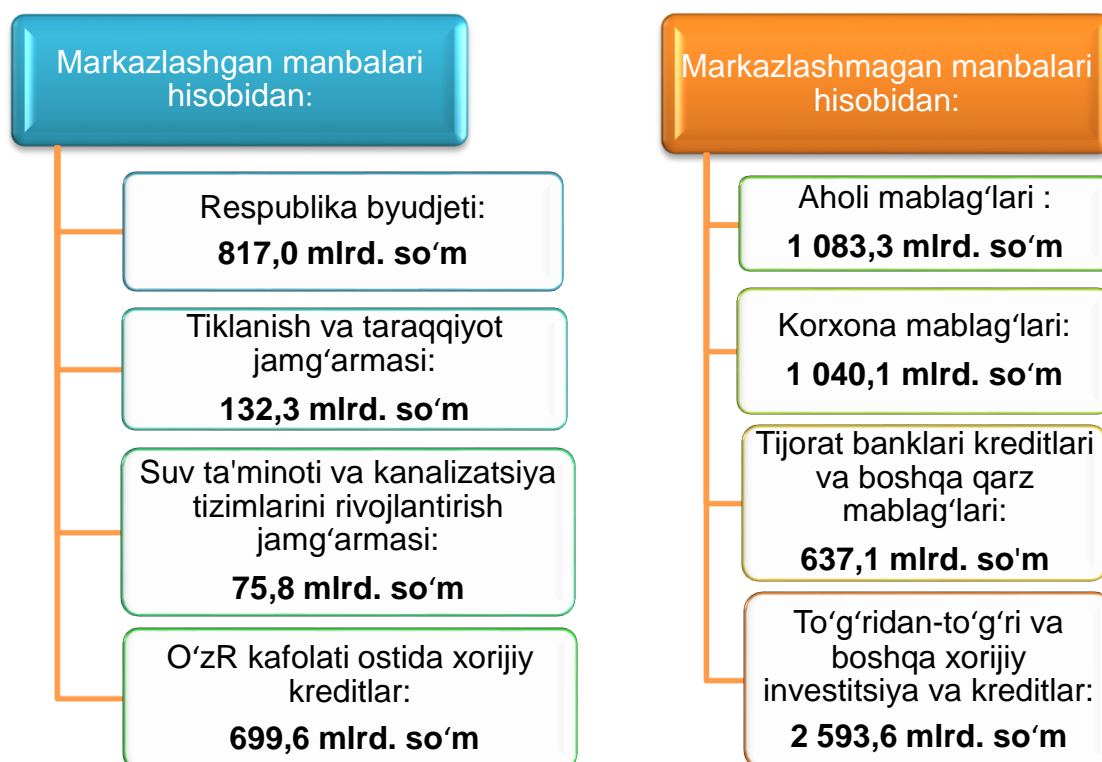 Markazlashgan manbalari
hisobidan:
Respublika byudjeti:
817,0 mlrd. so‘m
Tiklanish va taraqqiyot
jamg‘armasi:
132,3 mlrd. so‘m
Suv ta'minoti va kanalizatsiya
tizimlarini rivojlantirish
jamg‘armasi:
75,8 mlrd. so‘m
O‘zR kafolati ostida xorijiy
kreditlar:
699,6 mlrd. so‘m
Markazlashmagan manbalari
hisobidan:
Aholi mablag‘lari :
1 083,3 mlrd. so‘m
Korxona mablag‘lari:
1 040,1 mlrd. so‘m
Tijorat banklari kreditlari
va boshqa qarz
mablag‘lari:
637,1 mlrd. so'm
To‘g‘ridan-to‘g‘ri va
boshqa xorijiy
investitsiya va kreditlar:
2 593,6 mlrd. so‘m